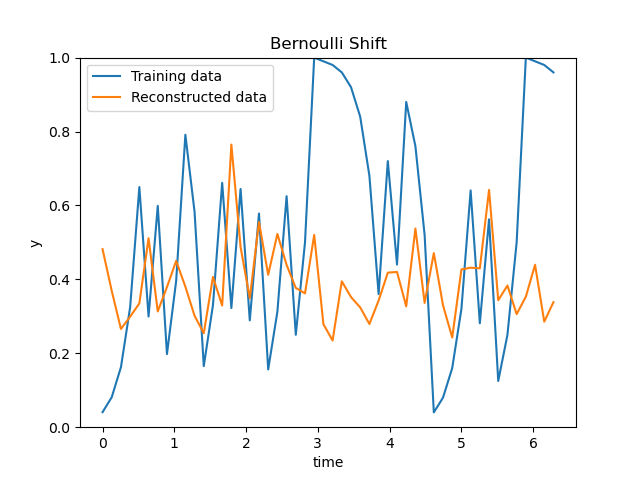 Bernoulli Shift
Training data
Reconstructed data
1.0
0.8
0.6
0.4
0.2
0.0
y
0 1 2 3 4 5 6
time